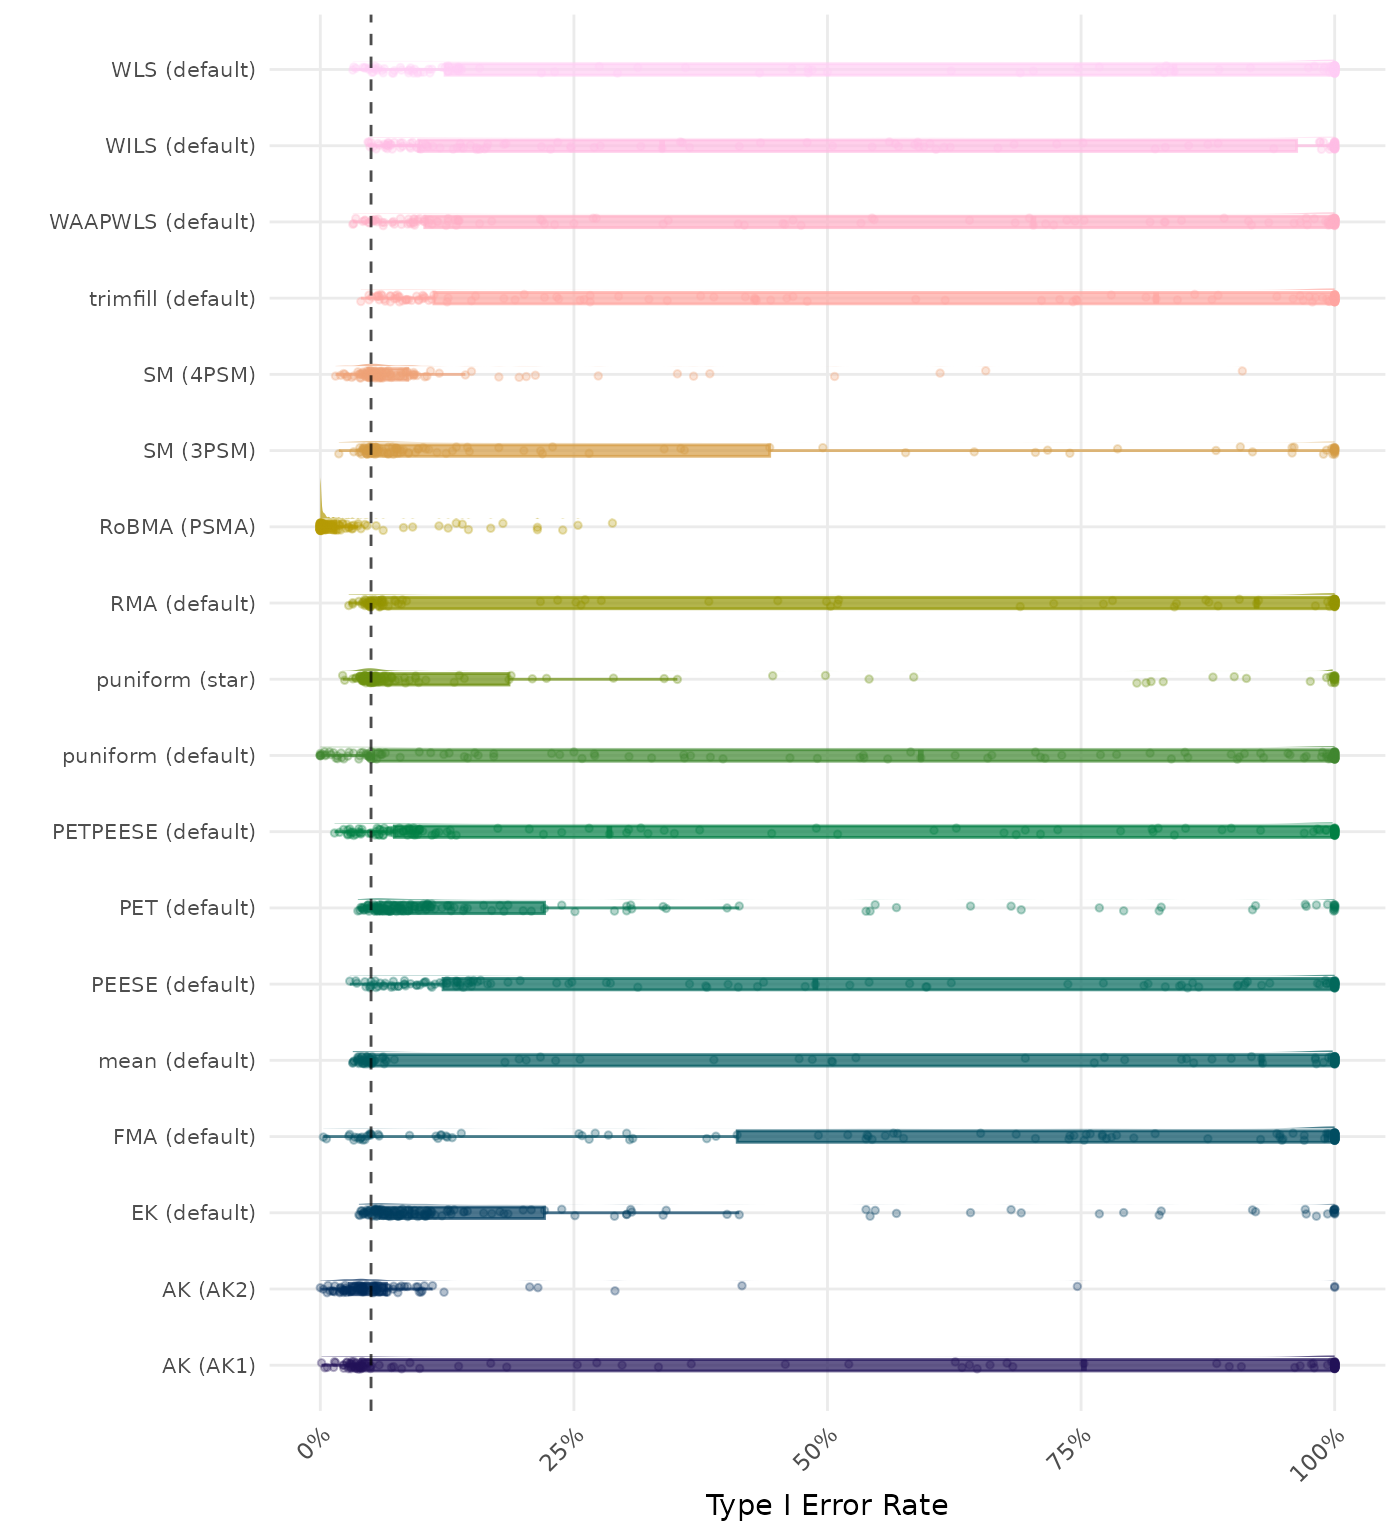 WLS (default)
WILS (default)
WAAPWLS (default)
trimfill (default)
SM (4PSM)
SM (3PSM)
RoBMA (PSMA)
RMA (default)
puniform (star)
puniform (default)
PETPEESE (default)
PET (default)
PEESE (default)
mean (default)
FMA (default)
EK (default)
AK (AK2)
AK (AK1)
0%
25%
50%
75%
100%
Type I Error Rate